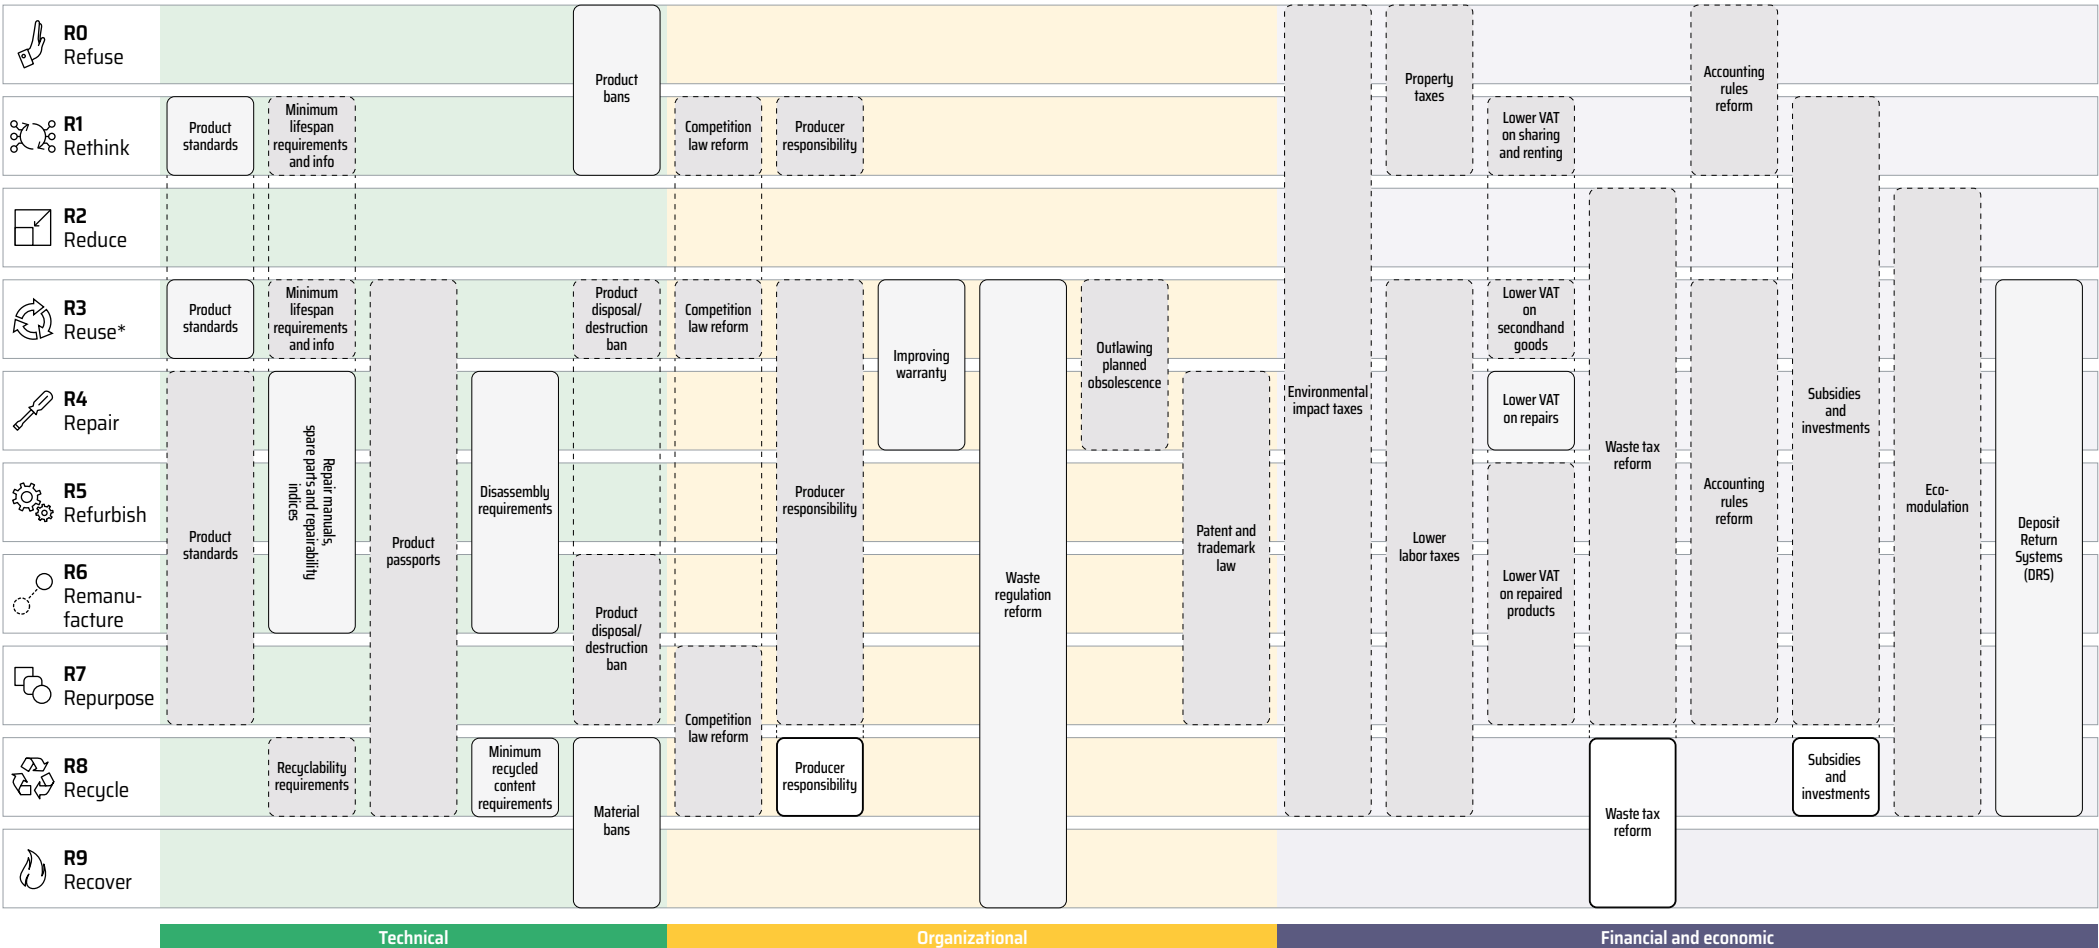 R0
Refuse
R1
Rethink
R2
Reduce
R3
Reuse*
R4
Repair
R5
Refurbish
R6
Remanu-
facture
R7
Repurpose
R8
Recycle
R9
Recover
Product
standards
Product
standards
Product
standards
Minimum
lifespan
requirements
and info
Minimum
lifespan
requirements
and info
Repair manuals,
spare parts and repairability
indices
Recyclability
requirements
Product
passports
Disassembly
requirements
Minimum
recycled
content
requirements
Product
bans
Product
disposal/
destruction
ban
Product
disposal/
destruction
ban
Material
bans
Competition
law reform
Competition
law reform
Competition
law reform
Producer
responsibility
Producer
responsibility
Producer
responsibility
Improving
warranty
Waste
regulation
reform
Outlawing
planned
obsolescence
Patent and
trademark
law
Environmental
impact taxes
Property
taxes
Lower
labor taxes
Lower VAT
on sharing
and renting
Lower VAT
on
secondhand
goods
Lower VAT
on repairs
Lower VAT
on repaired
products
Waste tax
reform
Waste tax
reform
Accounting
rules
reform
Accounting
rules
reform
Subsidies
and
investments
Subsidies
and
investments
Eco-
modulation
Deposit
Return
Systems
(DRS)
Technical
Organizational
Financial and economic